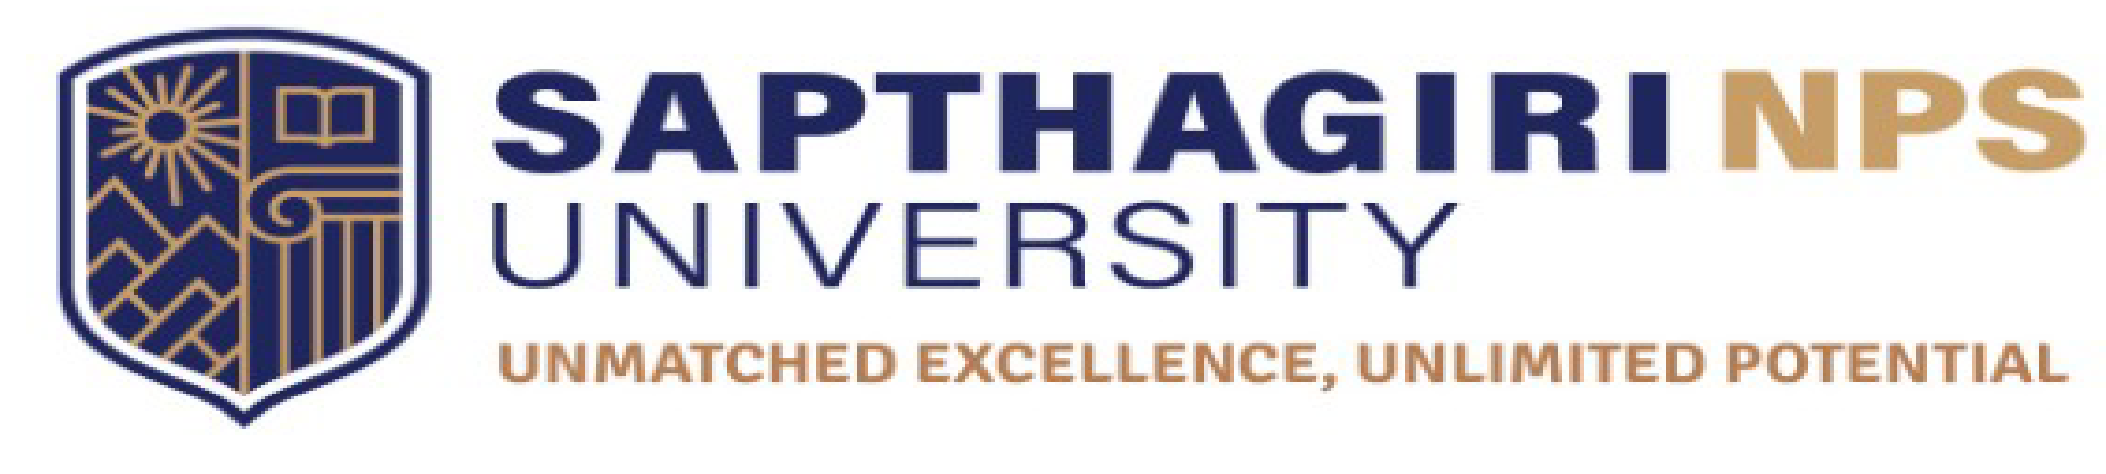 SAPTHAGIRI NPS
UNIVERSITY
UNMATCHED EXCELLENCE, UNLIMITED POTENTIAL